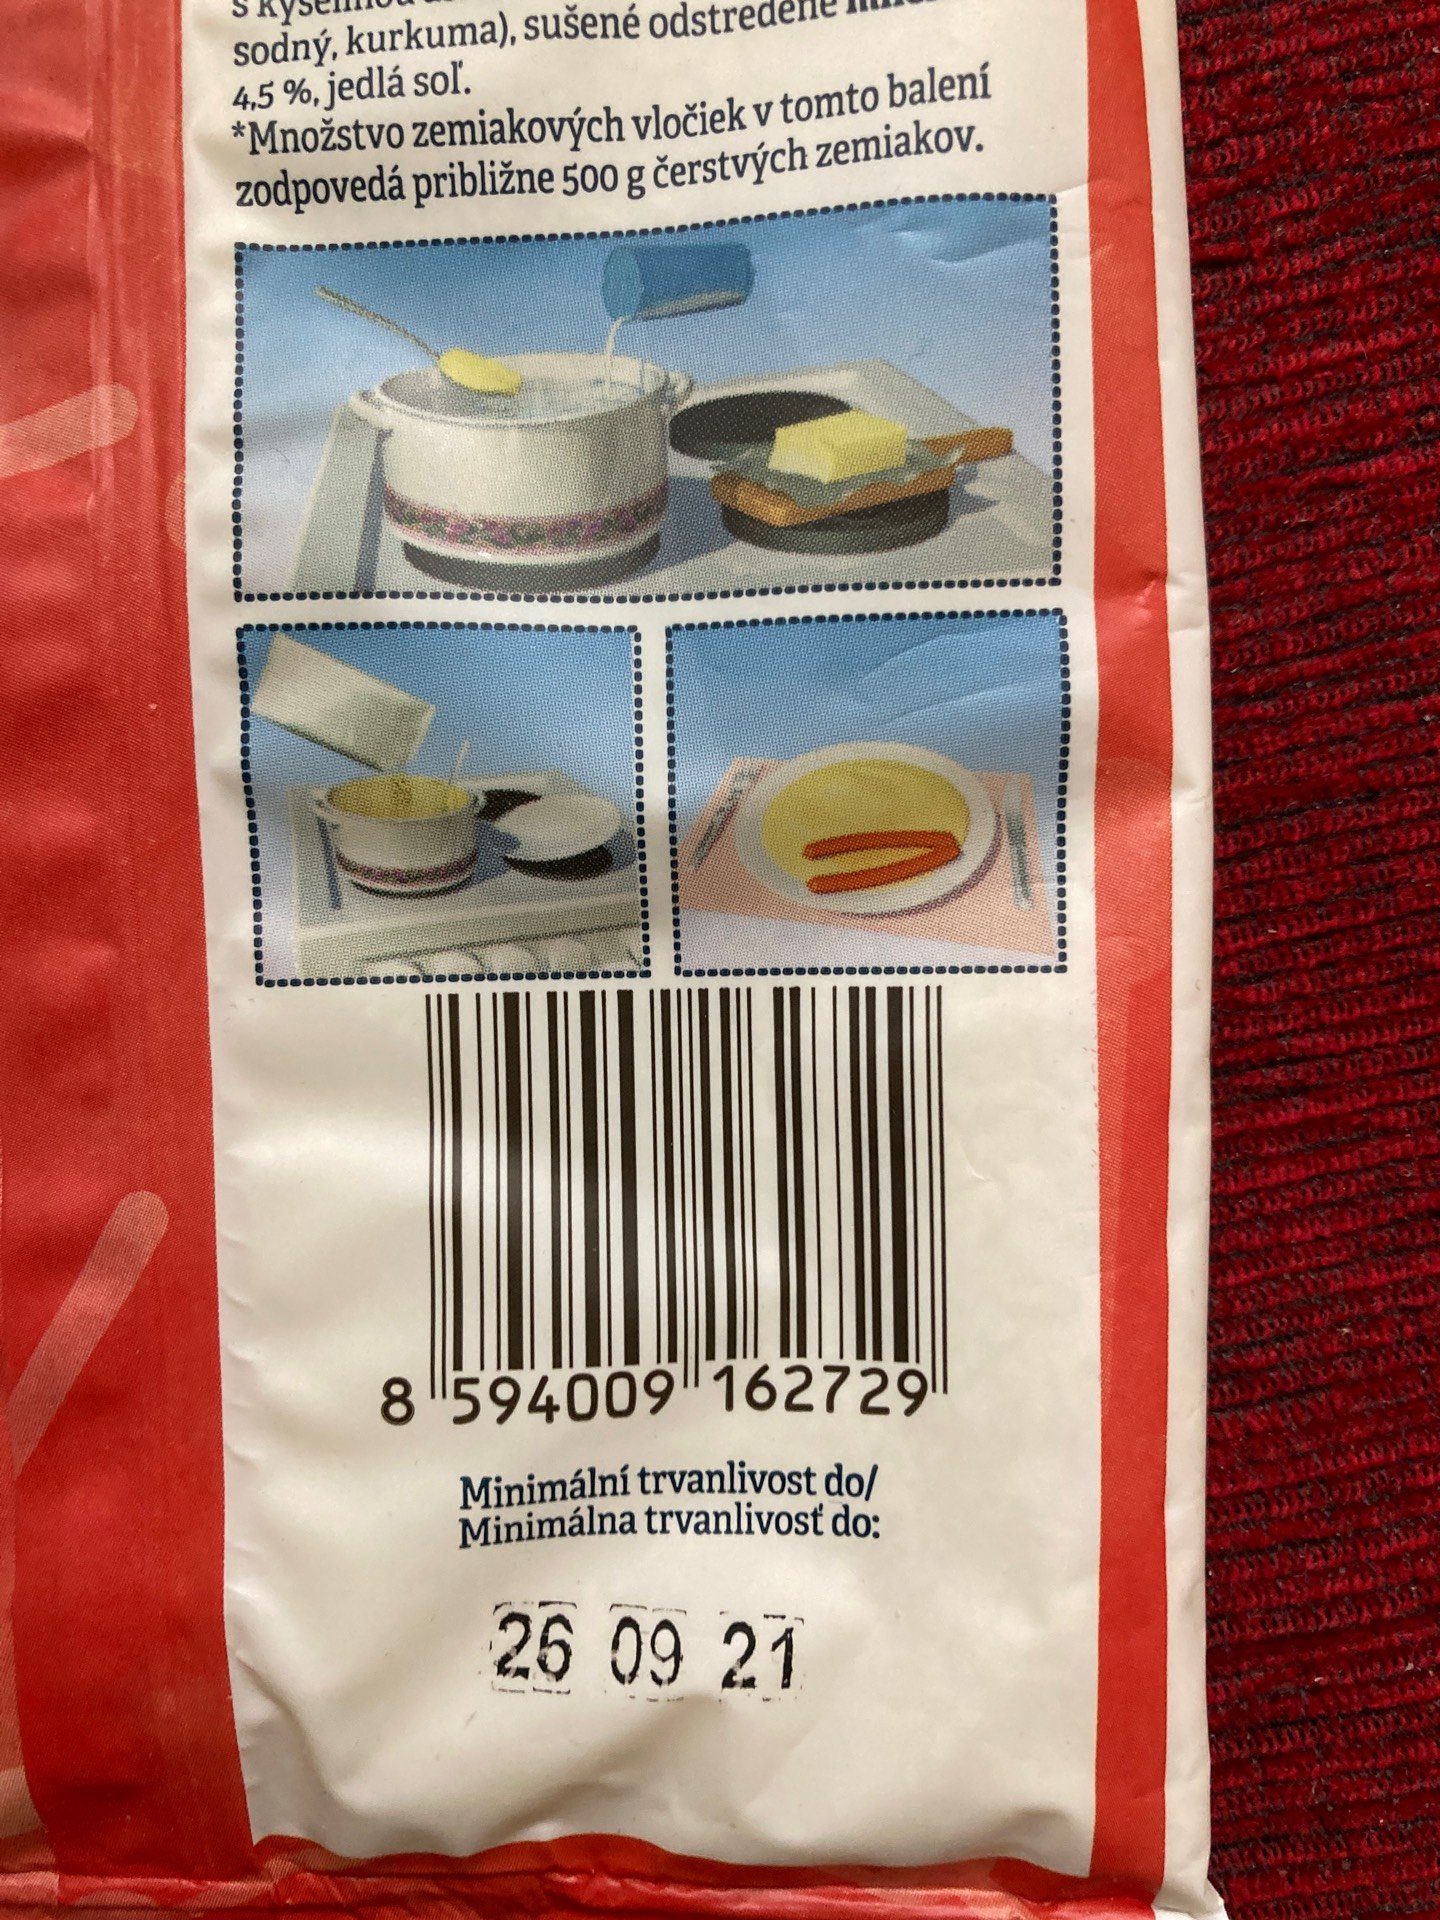 s kyselinou
sodný, kurkuma), sušené odstredené
4,5 %, jedlá soľ.
*Množstvo zemiakových vločiek v tomto balení
zodpovedá približne 500 g čerstvých zemiakov.
8 594009 162729
Minimální trvanlivost do/
Minimálna trvanlivosť do:
26 09 21